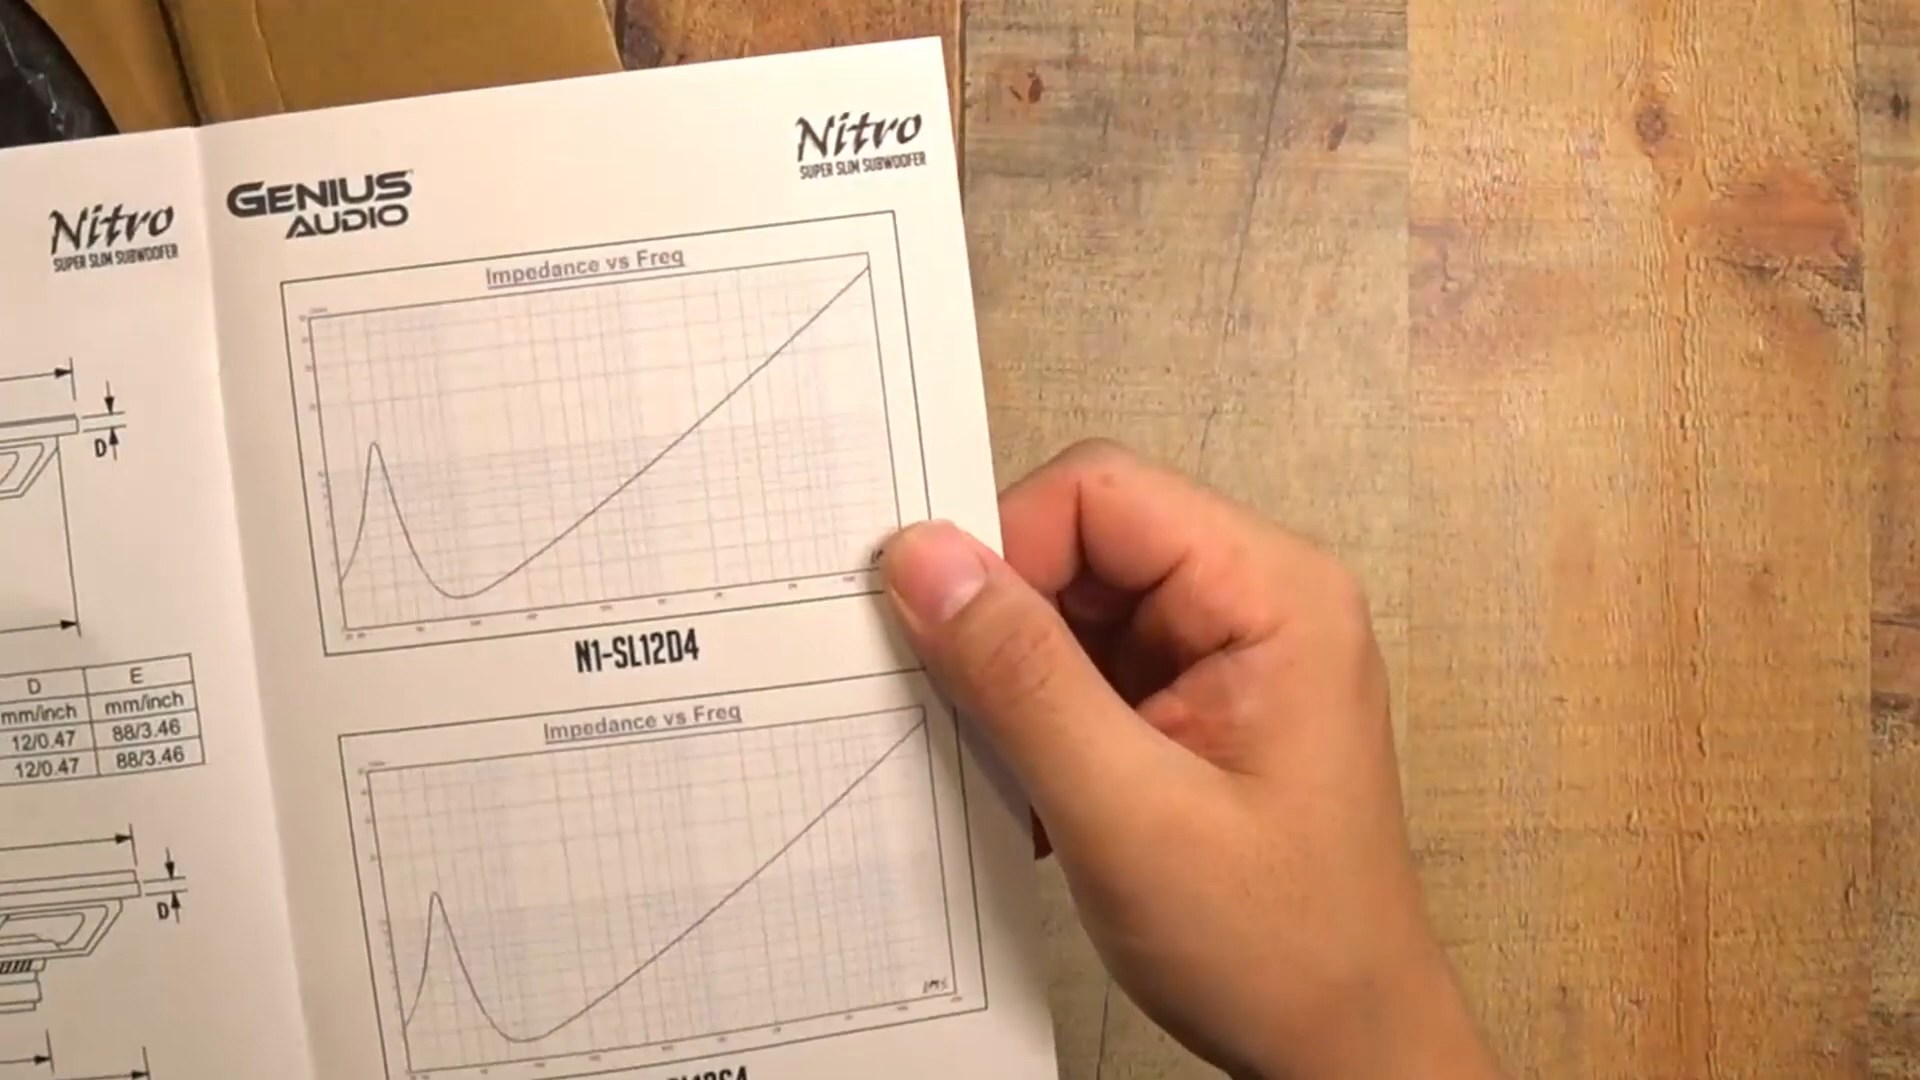 Nitro
SUPER SLIM SUBWOOFER
D
D E
mm/inch mm/inch
12/0.47 88/3.46
12/0.47 88/3.46
D
GENIUS
AUDIO
Nitro
SUPER SLIM SUBWOOFER
Impedance vs Freq
N1-SL12D4
Impedance vs Freq
LMS